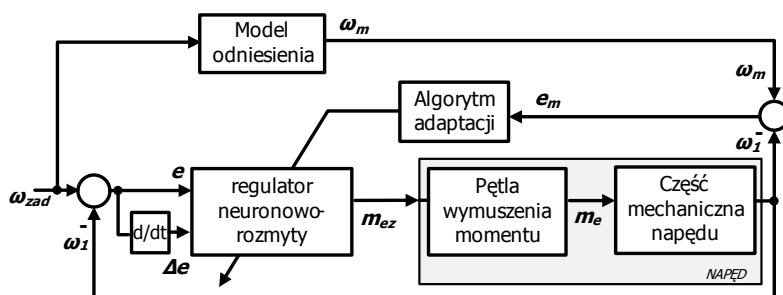 Model
odniesienia
ω_m
ω_m
Algorytm
adaptacji
e_m
ω_1^-
ω_zad
e
regulator
neuronowo-
rozmyty
m_ez
Pętla
wymuszenia
momentu
m_e
Część
mechaniczna
napędu
ω_1^-
d/dt
Δe
NAPĘD